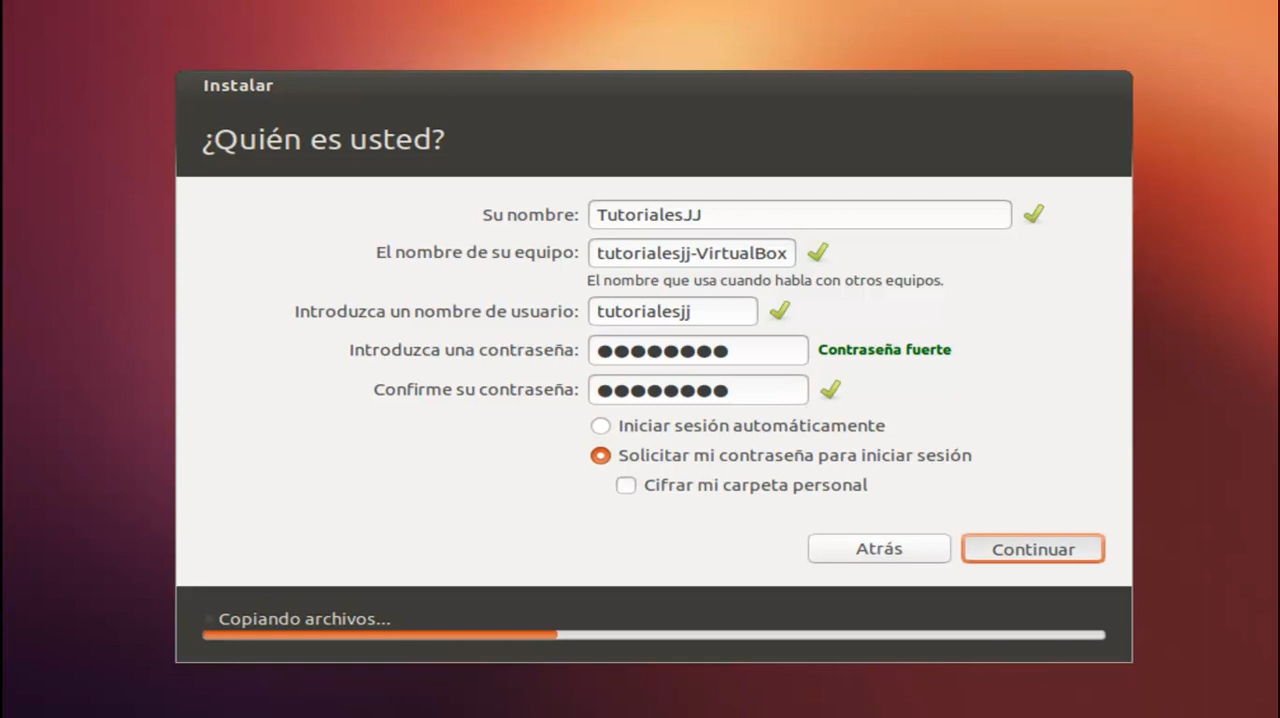 Instalar
¿Quién es usted?
Su nombre: TutorialesJJ
El nombre de su equipo: tutorialesjj-VirtualBox
El nombre que usa cuando habla con otros equipos.
Introduzca un nombre de usuario: tutorialesjj
Introduzca una contraseña: ●●●●●●●● Contraseña fuerte
Confirme su contraseña: ●●●●●●●●
Iniciar sesión automáticamente
Solicitar mi contraseña para iniciar sesión
Cifrar mi carpeta personal
Atrás Continuar
Copiando archivos...